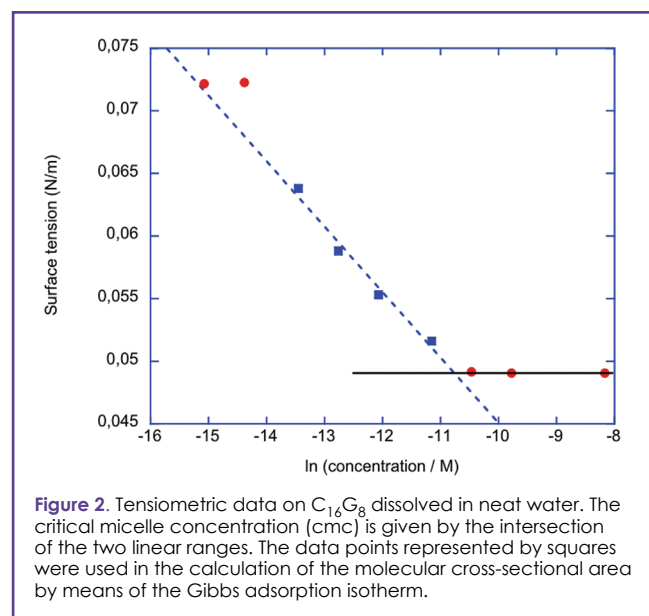 0,075
0,07
0,065
0,06
0,055
0,05
0,045
Surface tension (N/m)
-16 -15 -14 -13 -12 -11 -10 -9 -8
ln (concentration / M)
Figure 2. Tensiometric data on C₁₆G₈ dissolved in neat water. The
critical micelle concentration (cmc) is given by the intersection
of the two linear ranges. The data points represented by squares
were used in the calculation of the molecular cross-sectional area
by means of the Gibbs adsorption isotherm.